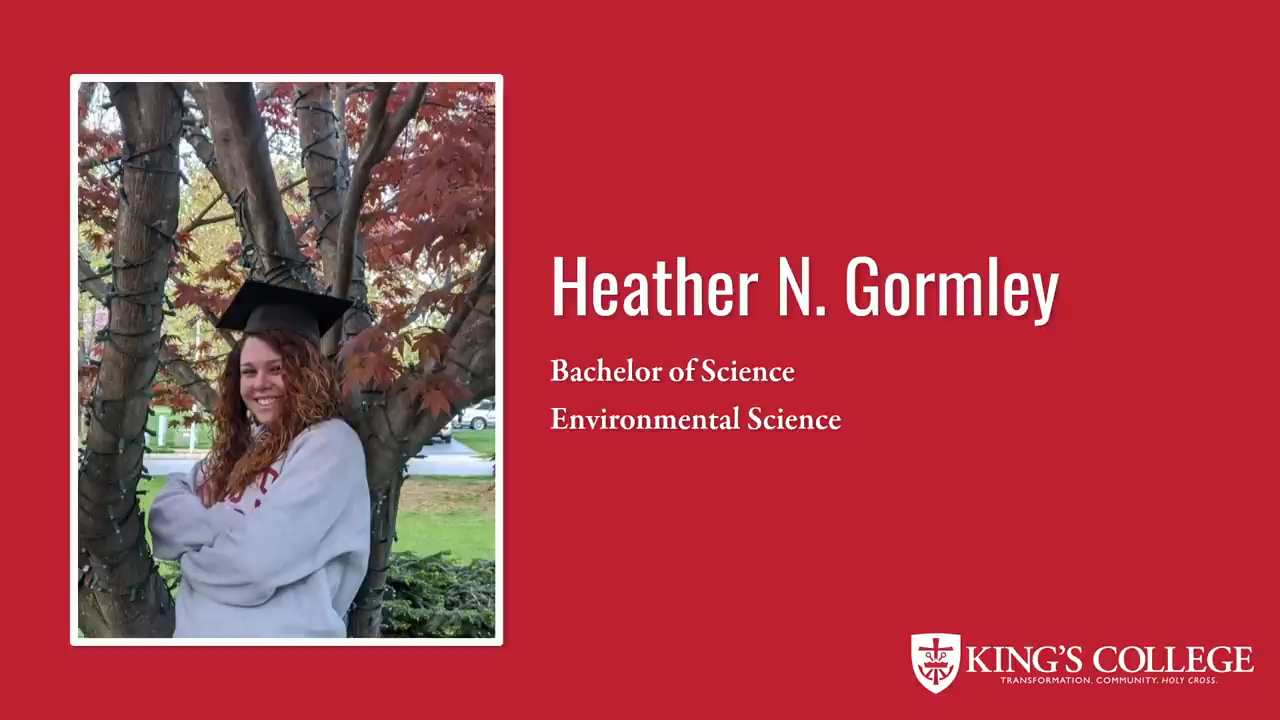 Heather N. Gormley
Bachelor of Science
Environmental Science
KING'S COLLEGE
TRANSFORMATION. COMMUNITY. HOLY CROSS.